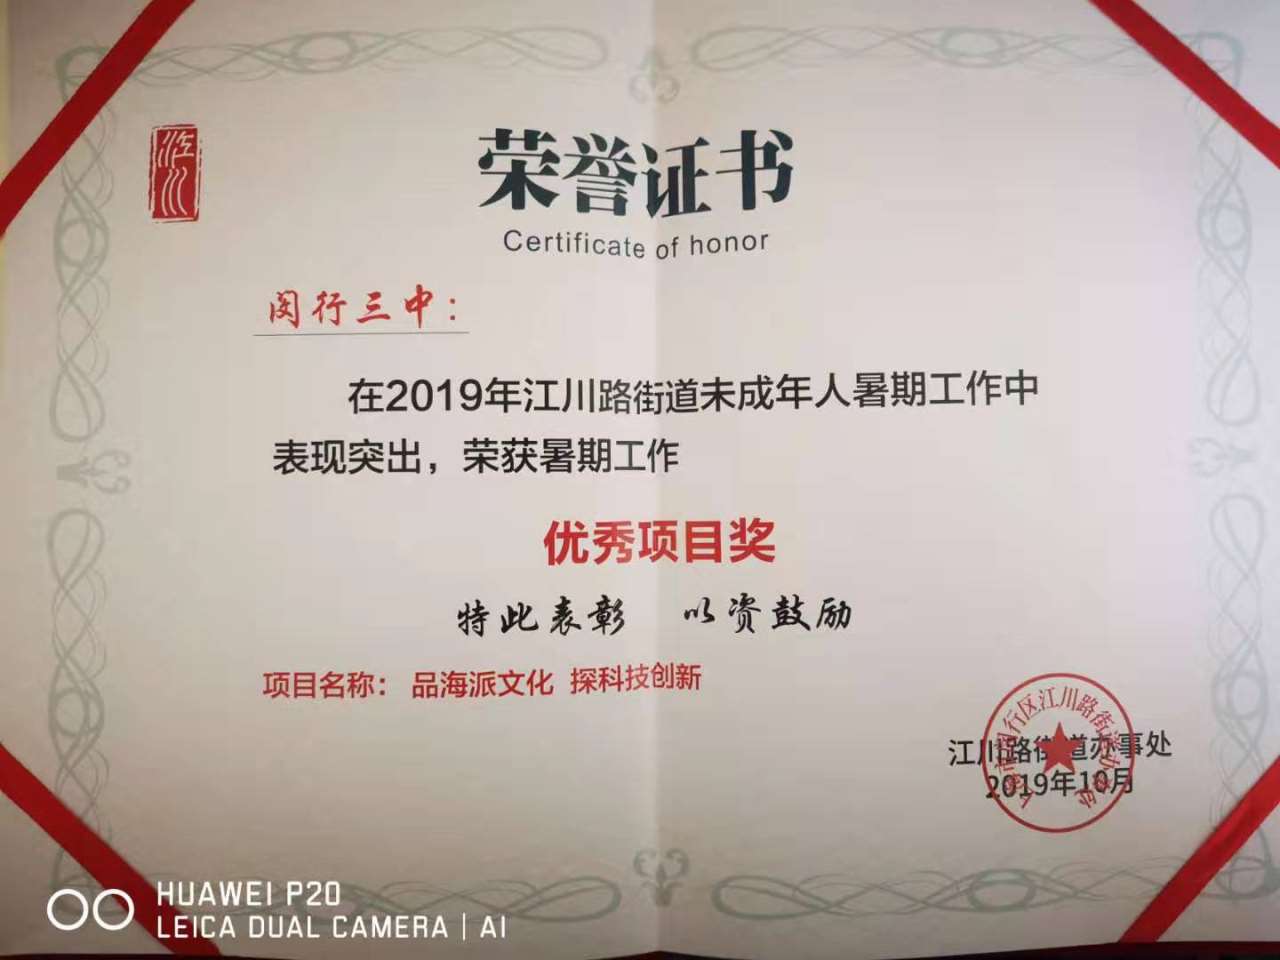 江川
荣誉证书
Certificate of honor
闵行三中：
在2019年江川路街道未成年人暑期工作中
表现突出，荣获暑期工作
优秀项目奖
特此表彰 以资鼓励
项目名称： 品海派文化 探科技创新
上海市闵行区江川路街道办事处
江川路街道办事处
2019年10月
HUAWEI P20
LEICA DUAL CAMERA | AI